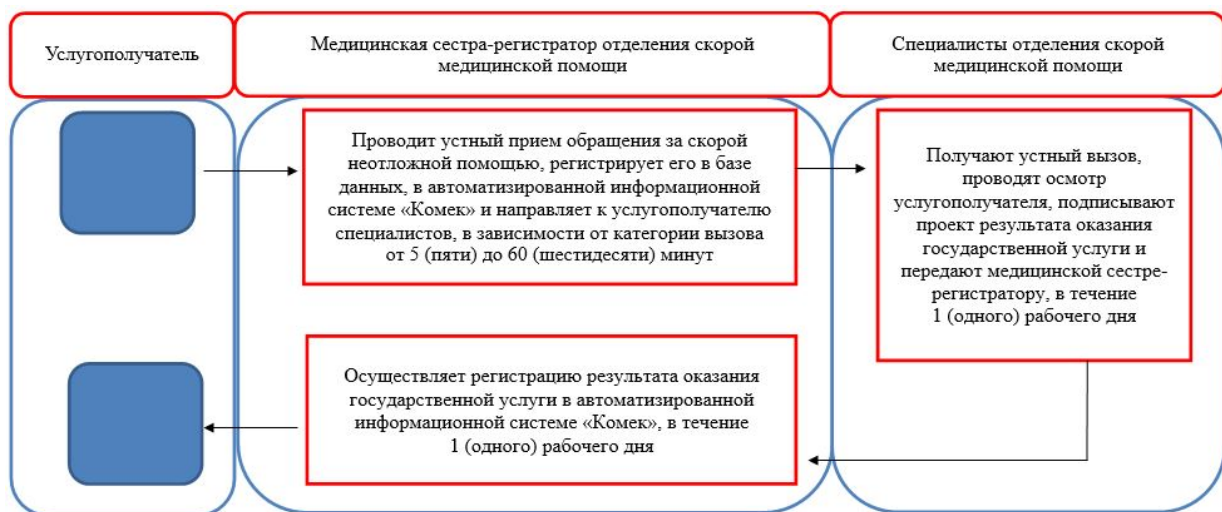 Услугополучатель
Медицинская сестра-регистратор отделения скорой
медицинской помощи
Специалисты отделения скорой
медицинской помощи
Проводит устный прием обращения за скорой
неотложной помощью, регистрирует его в базе
данных, в автоматизированной информационной
системе «Комек» и направляет к услугополучателю
специалистов, в зависимости от категории вызова
от 5 (пяти) до 60 (шестидесяти) минут
Получают устный вызов,
проводят осмотр
услугополучателя, подписывают
проект результата оказания
государственной услуги и
передают медицинской сестре-
регистратору, в течение
1 (одного) рабочего дня
Осуществляет регистрацию результата оказания
государственной услуги в автоматизированной
информационной системе «Комек», в течение
1 (одного) рабочего дня